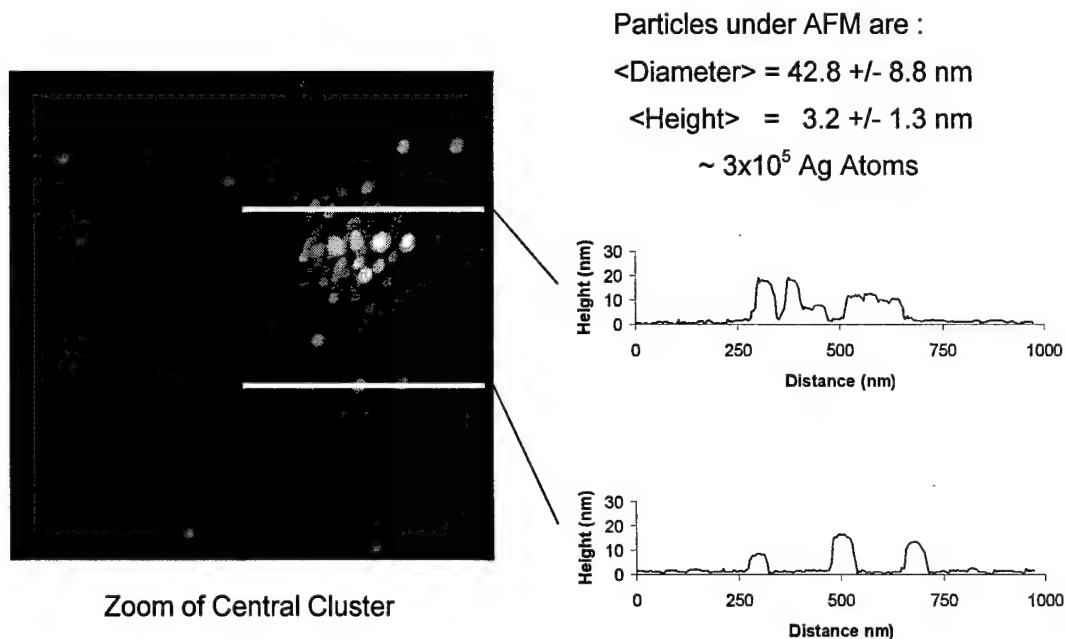 Particles under AFM are :
<Diameter> = 42.8 +/- 8.8 nm
<Height> = 3.2 +/- 1.3 nm
~ 3x10⁵ Ag Atoms
Height (nm)
30
20
10
0
0 250 500 750 1000
Distance (nm)
Height (nm)
30
20
10
0
0 250 500 750 1000
Distance nm)
Zoom of Central Cluster